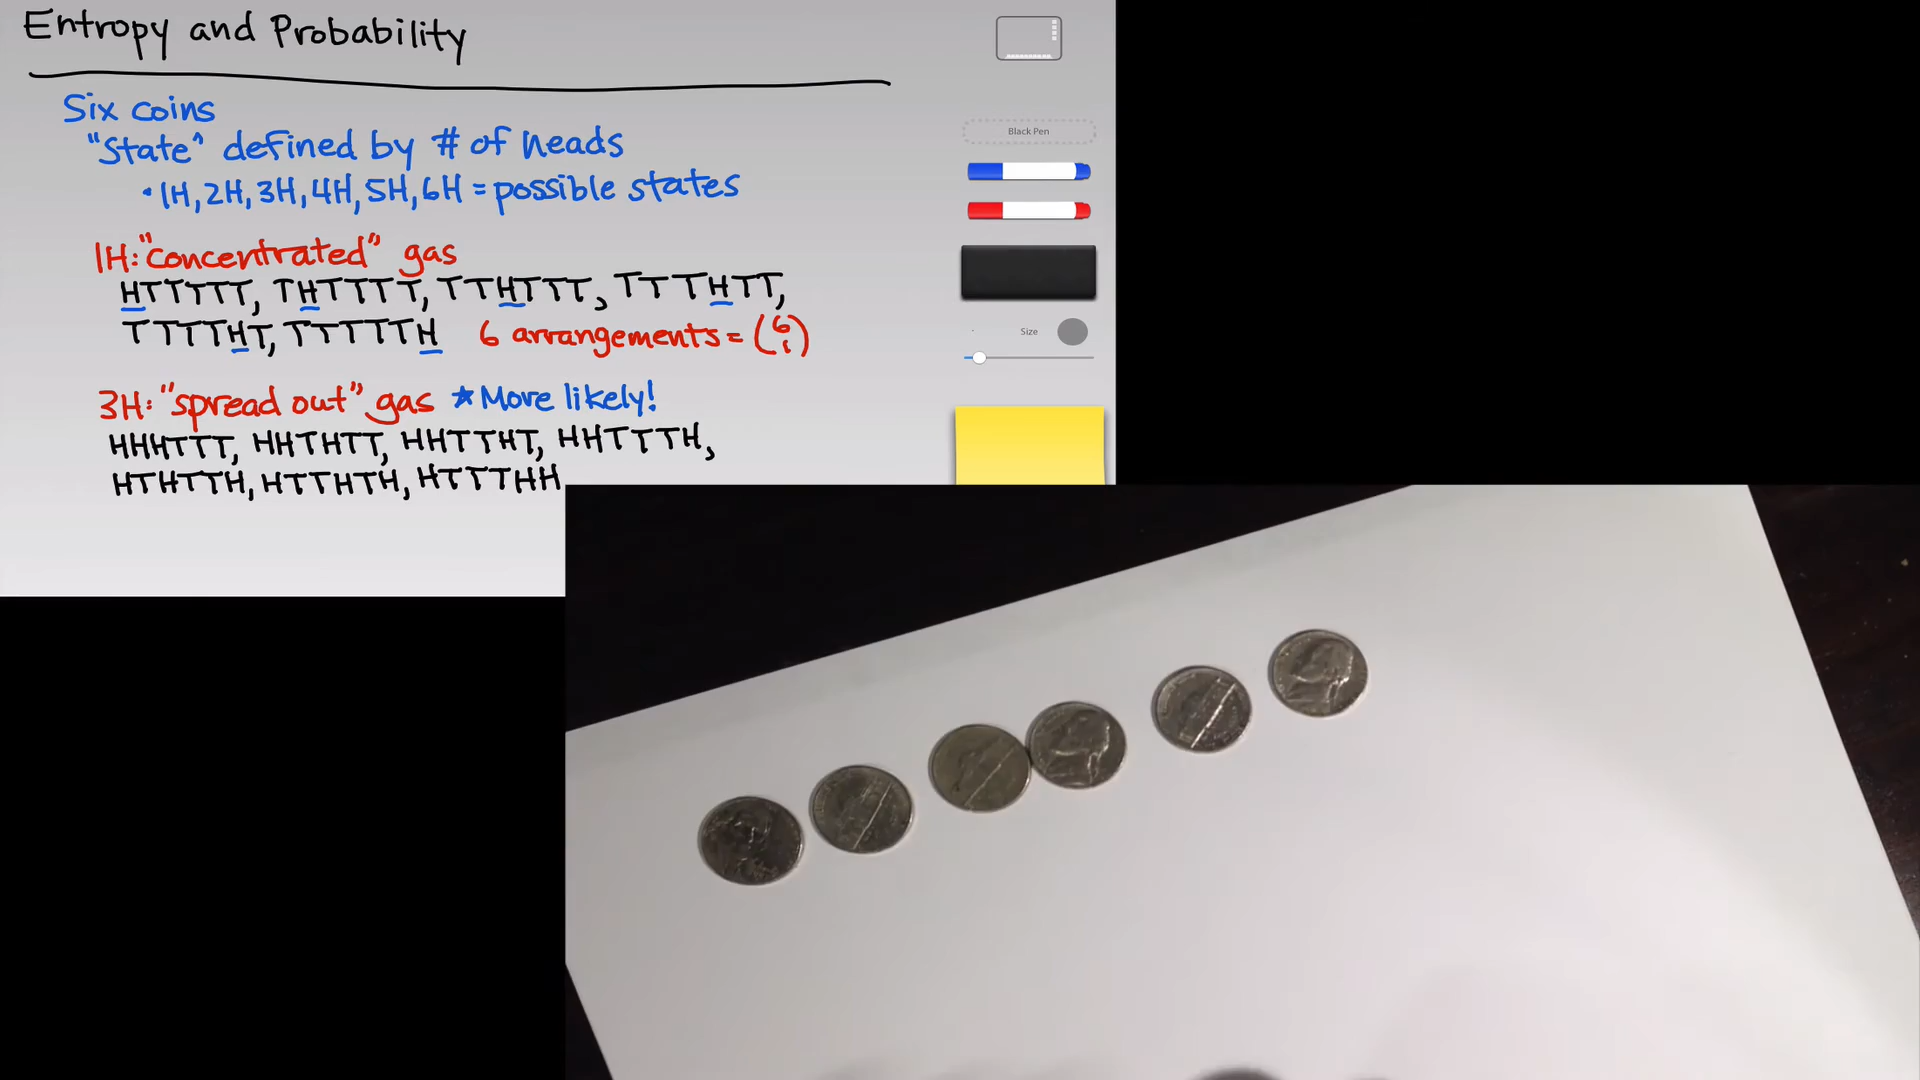 Entropy and Probability
Six coins
"State" defined by # of heads
• 1H, 2H, 3H, 4H, 5H, 6H = possible states
1H: "concentrated" gas
HTTTTT, THTTTT, TTHTTT, TTTHTT,
TTTTHT, TTTTTH 6 arrangements = (6 1)
3H: "spread out" gas ★ More likely!
HHHTTT, HHTHTT, HHTTHT, HHTTTH,
HTHTTH, HTTHTH, HTTTHH
Black Pen
Size